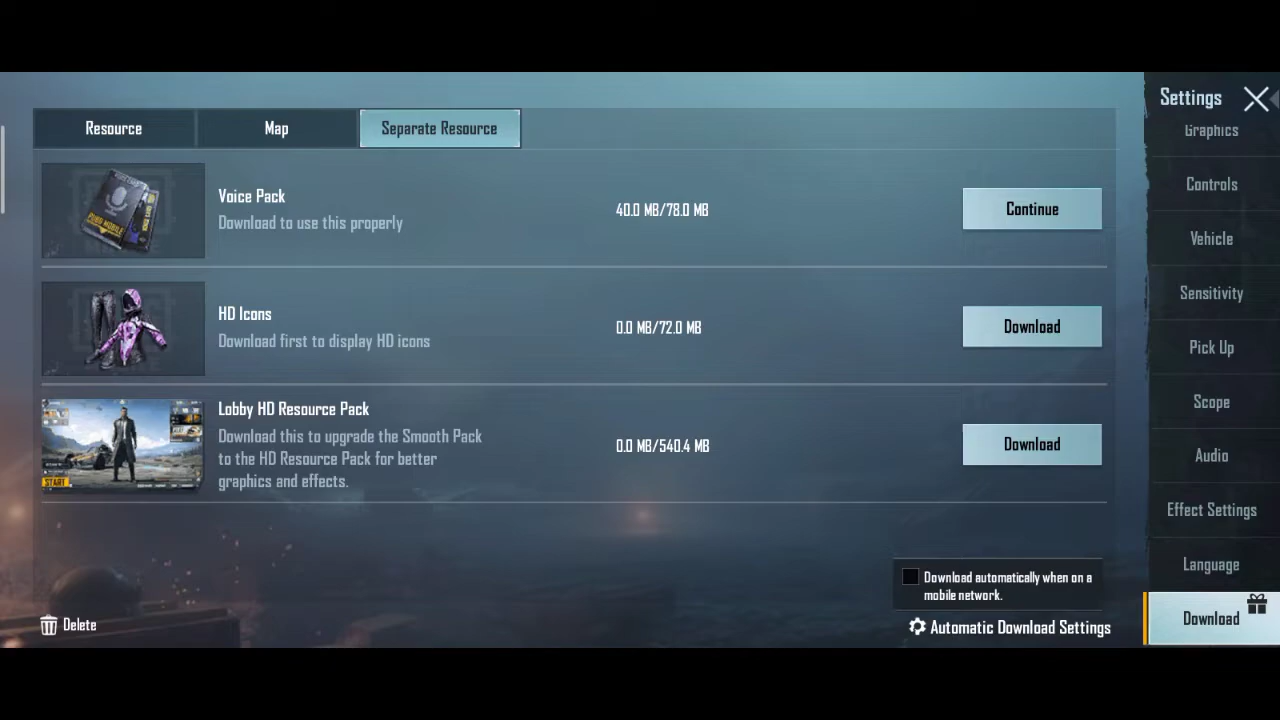 Settings
Resource
Map
Separate Resource
Graphics
Voice Pack
Download to use this properly
40.0 MB/78.0 MB
Continue
PUBG MOBILE
Controls
Vehicle
HD Icons
Download first to display HD icons
0.0 MB/72.0 MB
Download
Sensitivity
Pick Up
Lobby HD Resource Pack
Download this to upgrade the Smooth Pack
to the HD Resource Pack for better
graphics and effects.
0.0 MB/540.4 MB
Download
START
Scope
Audio
Effect Settings
Language
Download automatically when on a
mobile network.
Delete
Automatic Download Settings
Download